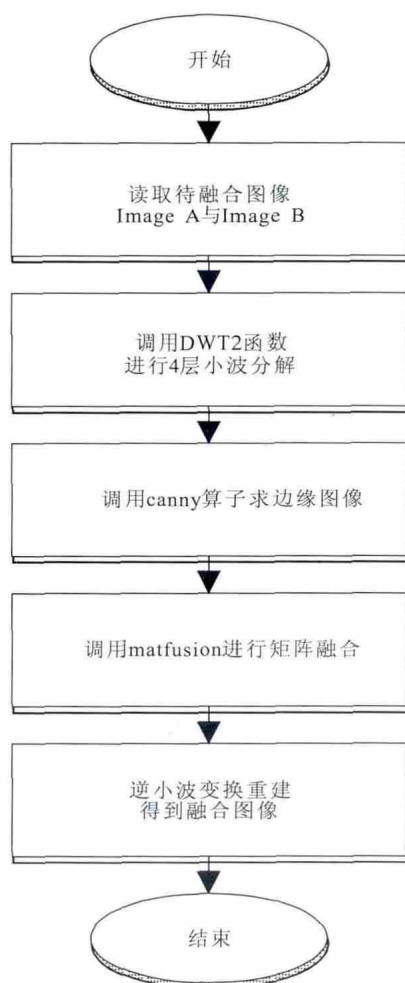 开始
读取待融合图像
Image A与Image B
调用DWT2函数
进行4层小波分解
调用canny算子求边缘图像
调用matfusion进行矩阵融合
逆小波变换重建
得到融合图像
结束